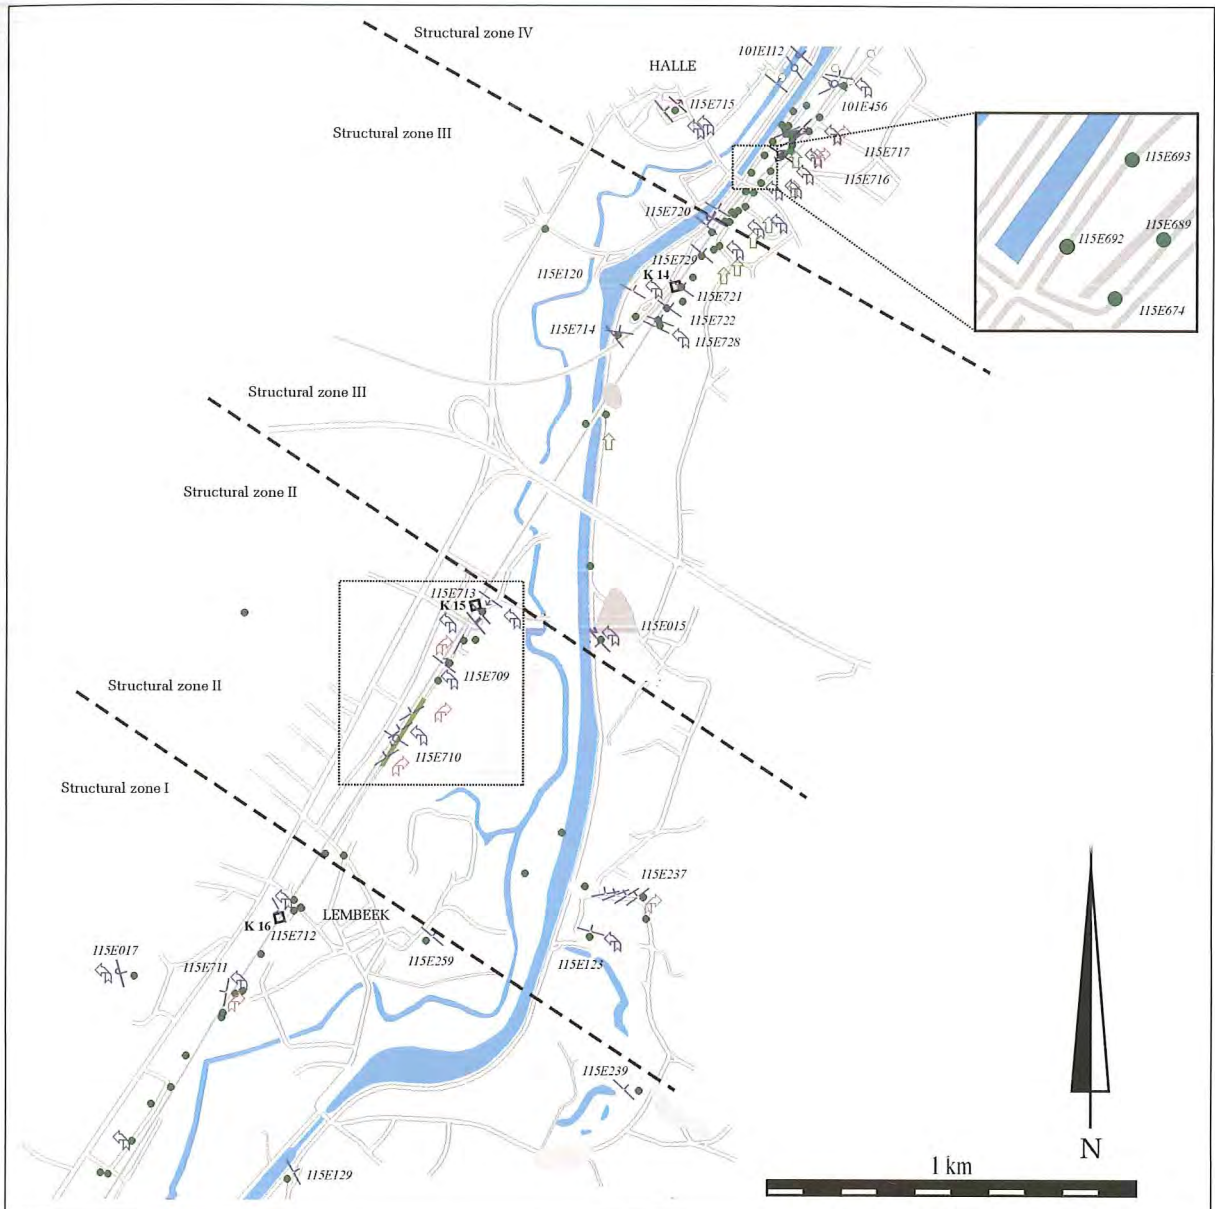 Structural zone IV
101E112
HALLE
115E715
101E456
Structural zone III
115E717
115E693
115E716
115E720
115E689
115E692
115E729
115E120
K 14
115E721
115E674
115E722
115E714
115E728
Structural zone III
Structural zone II
115E713
K 15
115E015
115E709
Structural zone II
115E710
Structural zone I
115E237
LEMBEEK
K 16
115E712
115E017
115E259
115E125
115E711
115E239
N
1 km
115E129